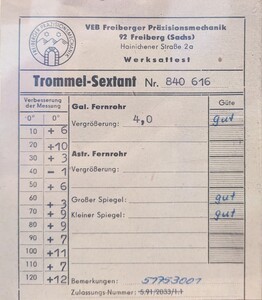 VEB Freiberger Präzisionsmechanik
92 Freiberg (Sachs)
Hainichener Straße 2a
Werksattest
Trommel-Sextant Nr. 840 616
Verbesserung der Messung
0° 0"
10 + 6
20 +10
30 + 3
40 - 1
50 + 6
60 + 3
70 + 9
80 + 9
90 + 7
100 +11
110 + 7
120 +12
Gal. Fernrohr
Vergrößerung: 4,0
Astr. Fernrohr
Vergrößerung:
Großer Spiegel:
Kleiner Spiegel:
Güte
gut
gut
gut
Bemerkungen:
Zulassungs-Nummer: